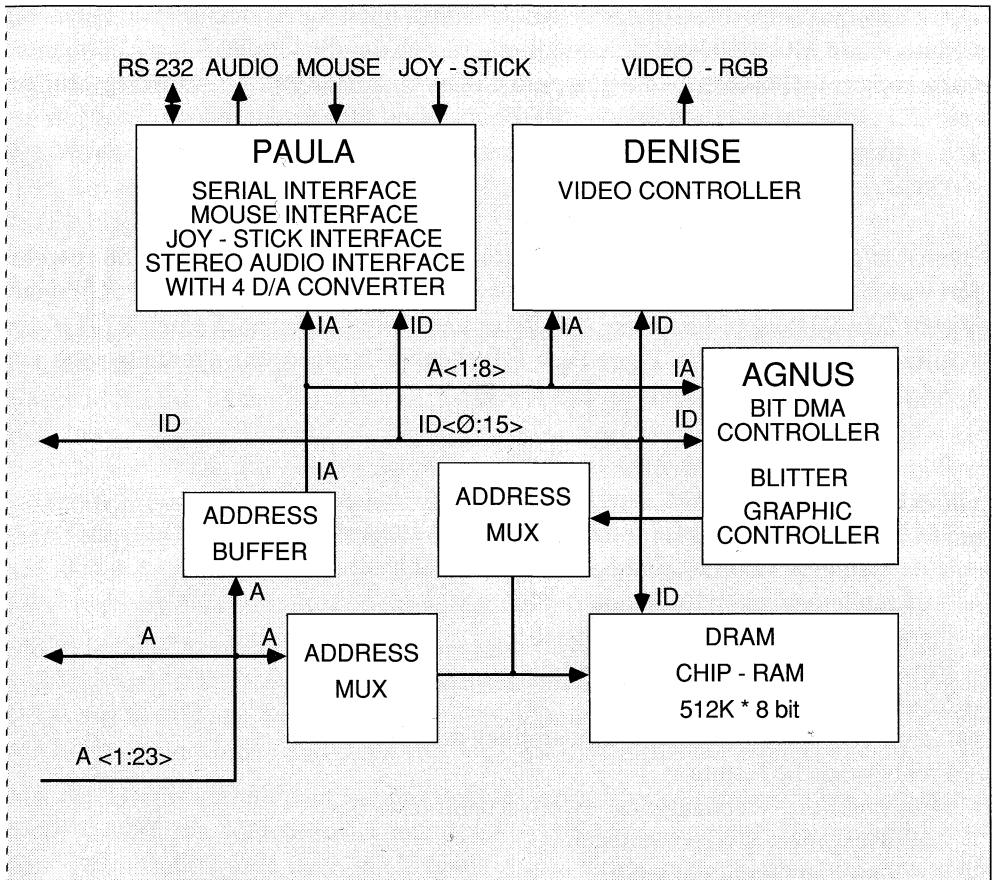 RS 232 AUDIO MOUSE JOY - STICK
VIDEO - RGB
PAULA
SERIAL INTERFACE
MOUSE INTERFACE
JOY - STICK INTERFACE
STEREO AUDIO INTERFACE
WITH 4 D/A CONVERTER
DENISE
VIDEO CONTROLLER
IA
ID
IA
ID
A<1:8>
IA
AGNUS
BIT DMA
CONTROLLER
BLITTER
GRAPHIC
CONTROLLER
ID
ID<Ø:15>
ID
IA
ADDRESS
BUFFER
ADDRESS
MUX
A
ID
A
A
ADDRESS
MUX
DRAM
CHIP - RAM
512K * 8 bit
A <1:23>